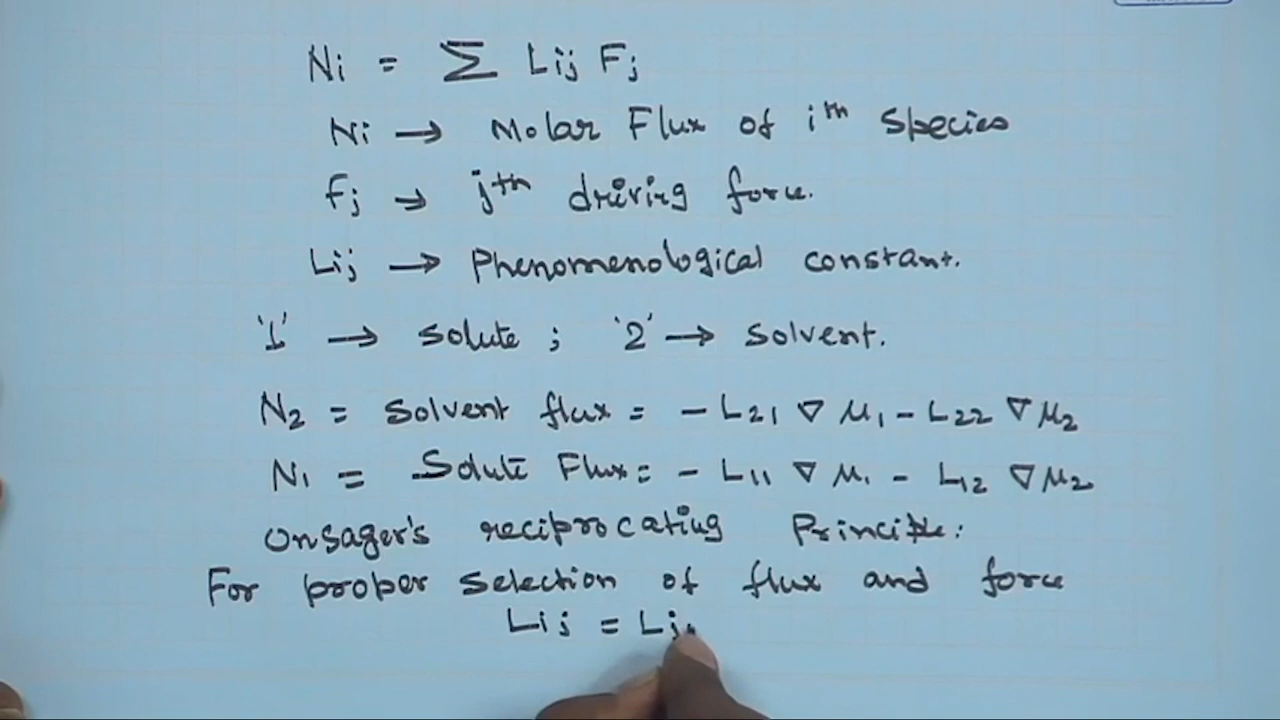 Ni = Σ Lij Fj
Ni → Molar Flux of ith species
Fj → jth driving force.
Lij → Phenomenological constant.
'1' → solute ; '2' → solvent.
N2 = solvent flux = - L21 ∇ μ1 - L22 ∇ μ2
N1 = Solute Flux = - L11 ∇ μ1 - L12 ∇ μ2
Onsager's reciprocating Principle:
For proper selection of flux and force
Lij = Lj